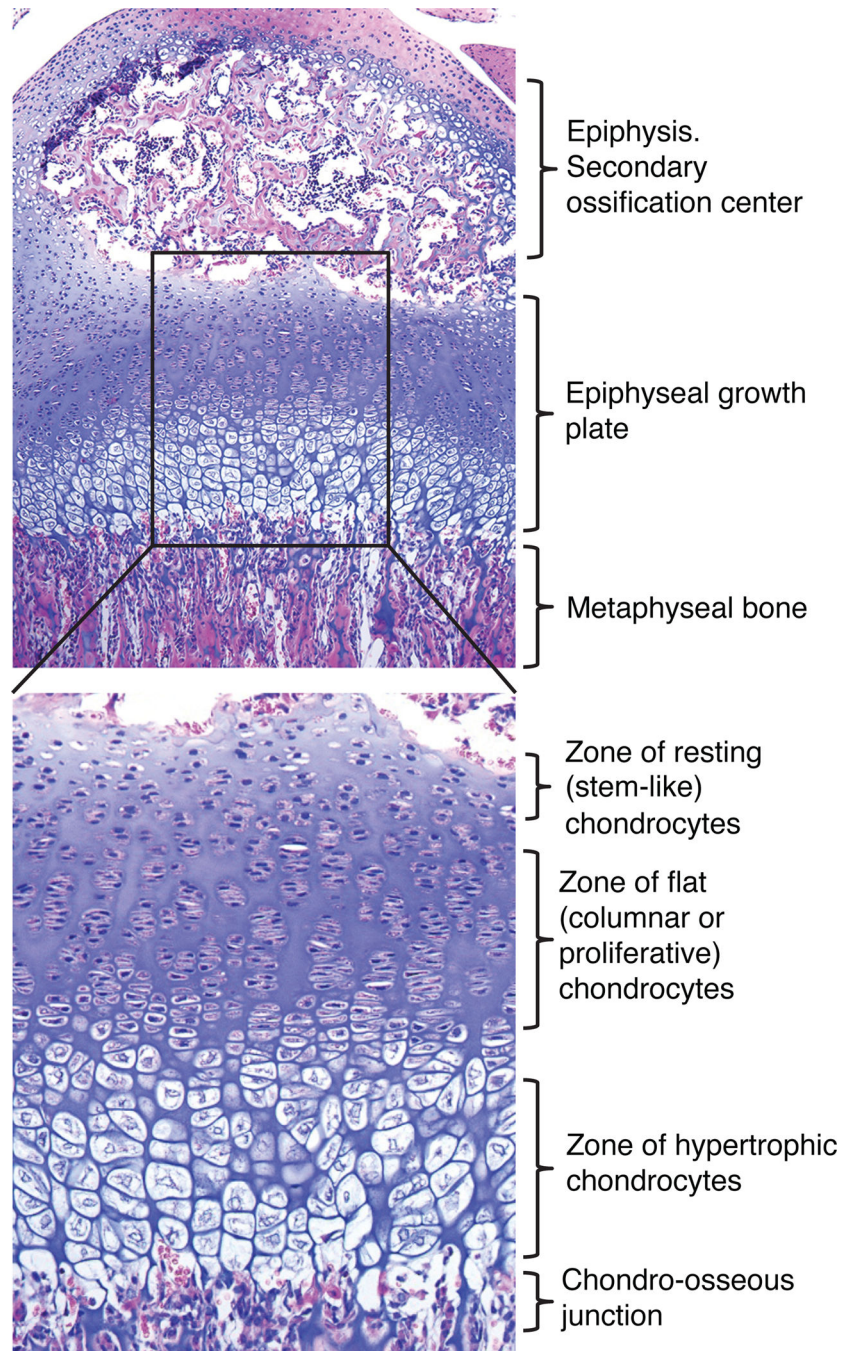 Epiphysis.
Secondary
ossification center
Epiphyseal growth
plate
Metaphyseal bone
Zone of resting
(stem-like)
chondrocytes
Zone of flat
(columnar or
proliferative)
chondrocytes
Zone of hypertrophic
chondrocytes
Chondro-osseous
junction